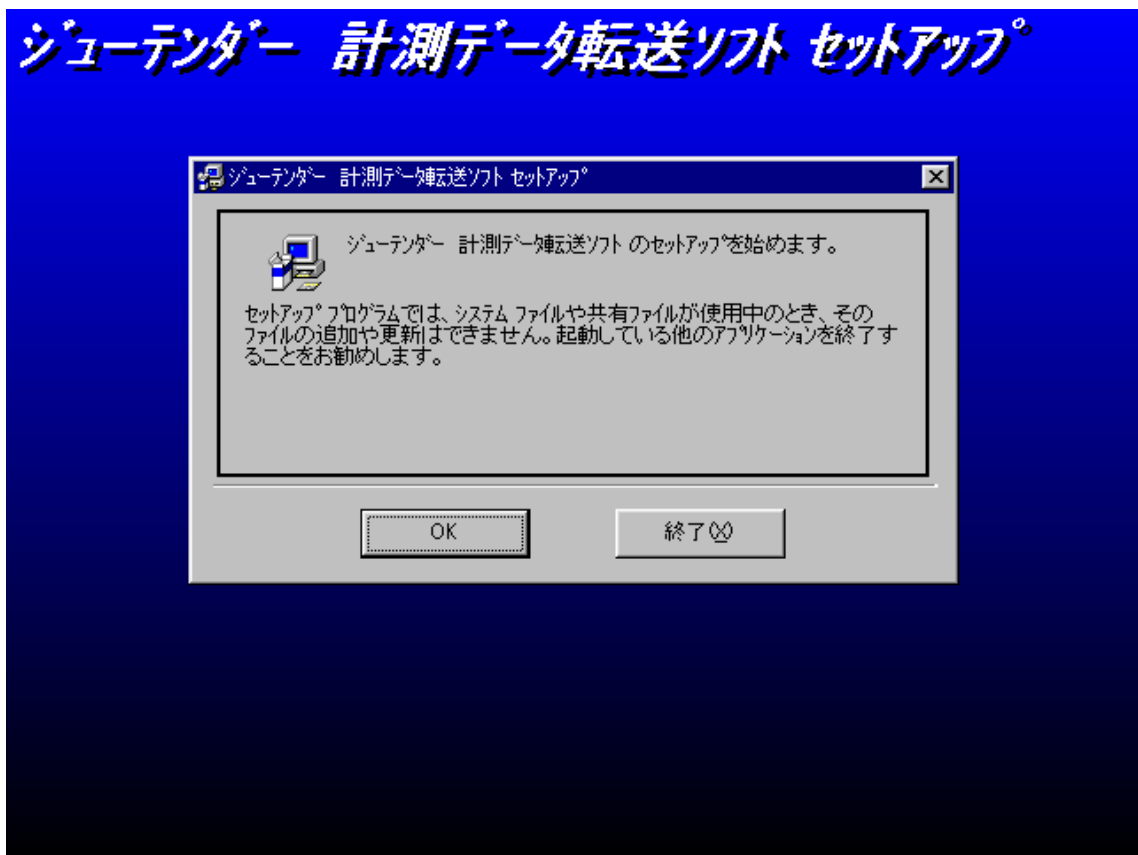 ジューテンダー 計測データ転送ソフト セットアップ
ジューテンダー 計測データ転送ソフト セットアップ
ジューテンダー 計測データ転送ソフト のセットアップを始めます。
セットアップ プログラムでは、システム ファイルや共有ファイルが使用中のとき、その
ファイルの追加や更新はできません。起動している他のアプリケーションを終了す
ることをお勧めします。
OK
終了(X)